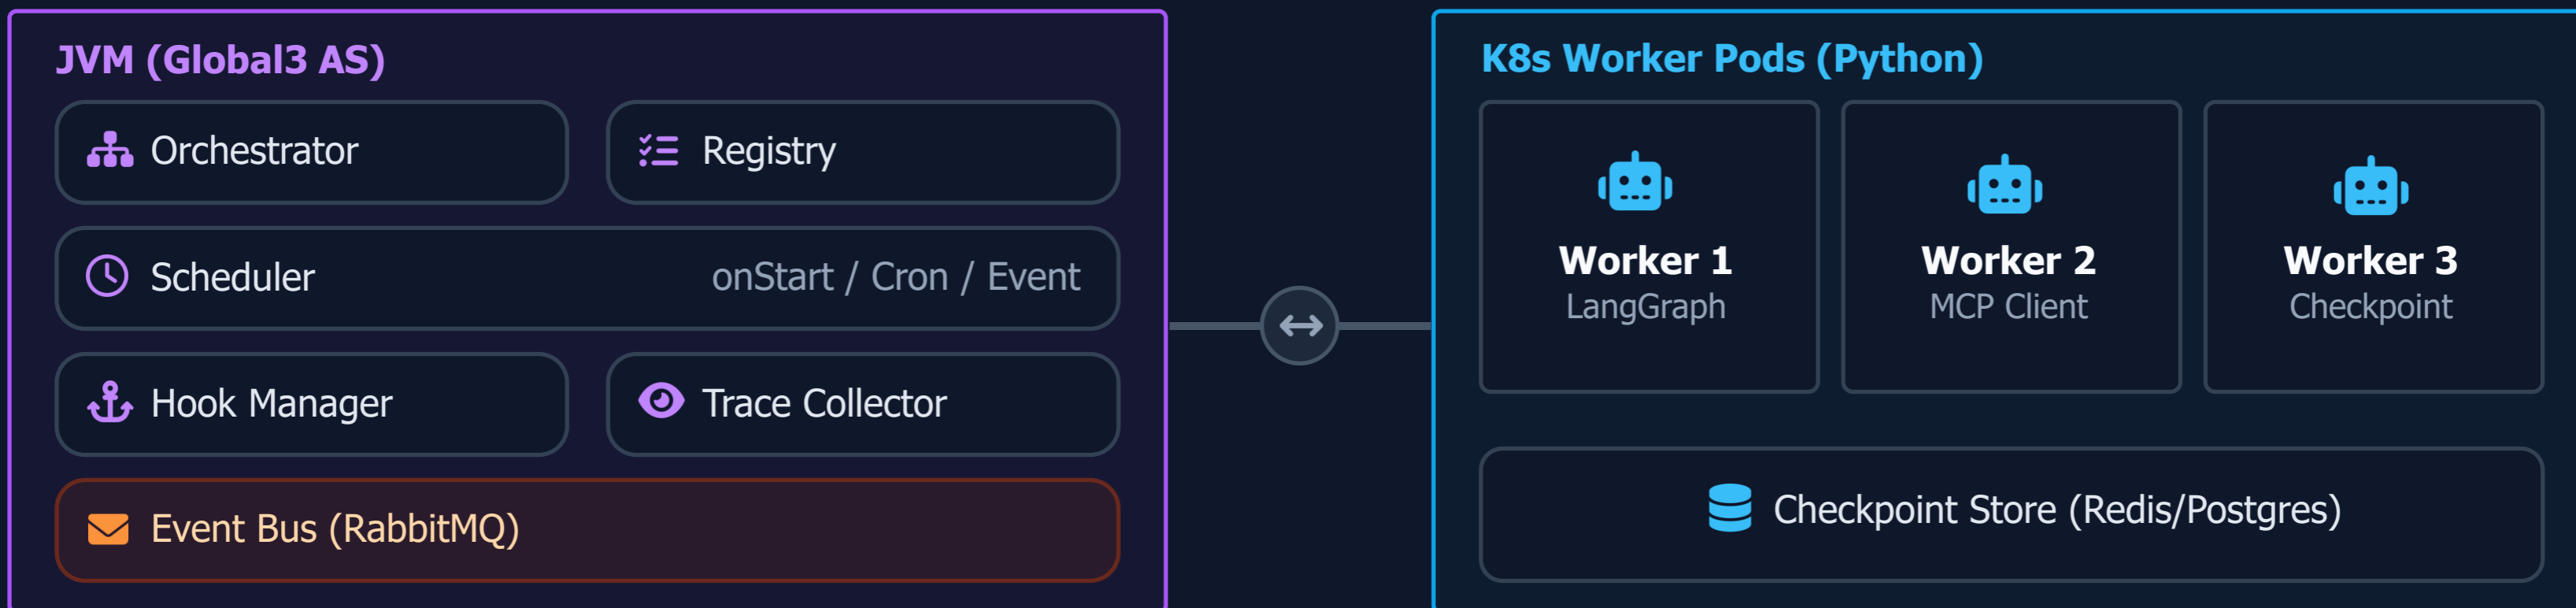 JVM (Global3 AS)
Orchestrator
Registry
Scheduler
onStart / Cron / Event
Hook Manager
Trace Collector
Event Bus (RabbitMQ)
K8s Worker Pods (Python)
Worker 1
LangGraph
Worker 2
MCP Client
Worker 3
Checkpoint
Checkpoint Store (Redis/Postgres)